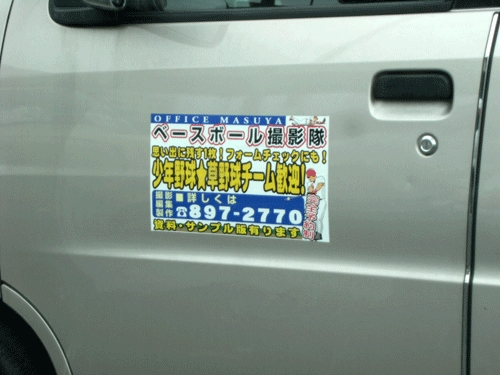 OFFICE MASUYA
ベースボール撮影隊
思い出に残す1枚!フォームチェックにも!
少年野球★草野球チーム歓迎!
撮影
編集
製作
■詳しくは
☎897-2770
資料・サンプル版有ります